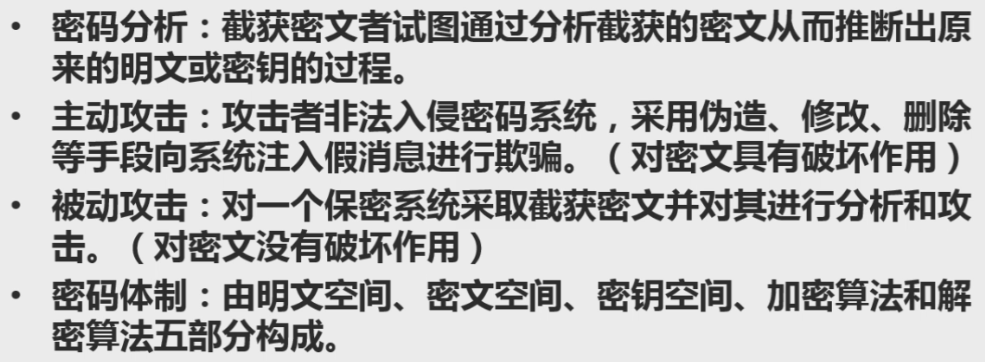 • 密码分析：截获密文者试图通过分析截获的密文从而推断出原
来的明文或密钥的过程。
• 主动攻击：攻击者非法入侵密码系统，采用伪造、修改、删除
等手段向系统注入假消息进行欺骗。（对密文具有破坏作用）
• 被动攻击：对一个保密系统采取截获密文并对其进行分析和攻
击。（对密文没有破坏作用）
• 密码体制：由明文空间、密文空间、密钥空间、加密算法和解
密算法五部分构成。